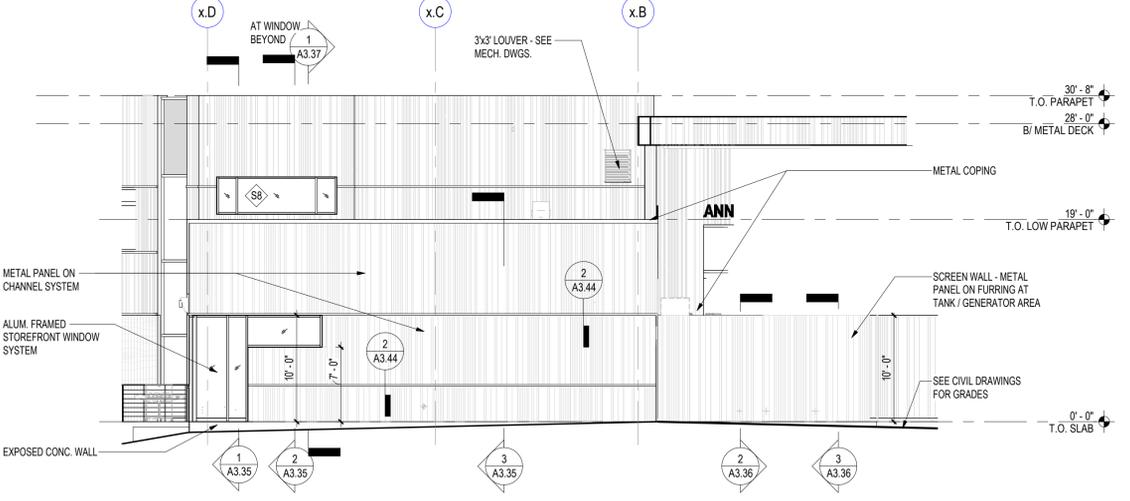 x.D
x.C
x.B
AT WINDOW
BEYOND
1
A3.37
3'x3' LOUVER - SEE
MECH. DWGS.
30' - 8"
T.O. PARAPET
28' - 0"
B/ METAL DECK
METAL COPING
S8
ANN
19' - 0"
T.O. LOW PARAPET
METAL PANEL ON
CHANNEL SYSTEM
2
A3.44
SCREEN WALL - METAL
PANEL ON FURRING AT
TANK / GENERATOR AREA
ALUM. FRAMED
STOREFRONT WINDOW
SYSTEM
10' - 0"
7' - 0"
2
A3.44
10' - 0"
SEE CIVIL DRAWINGS
FOR GRADES
0' - 0"
T.O. SLAB
EXPOSED CONC. WALL
1
A3.35
2
A3.35
3
A3.35
2
A3.36
3
A3.36